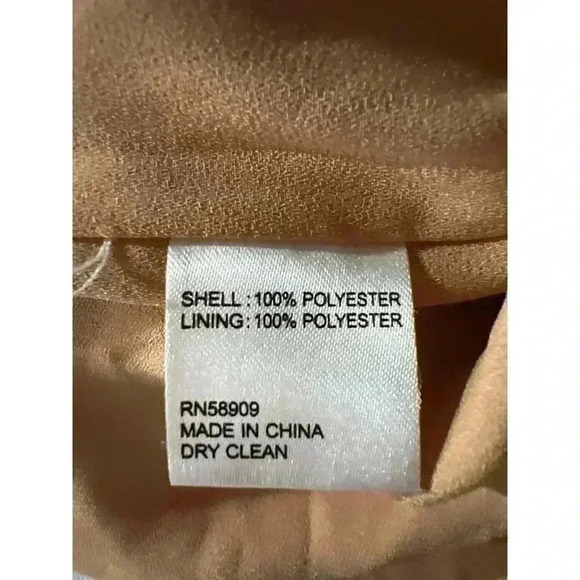 SHELL : 100% POLYESTER
LINING : 100% POLYESTER
RN58909
MADE IN CHINA
DRY CLEAN